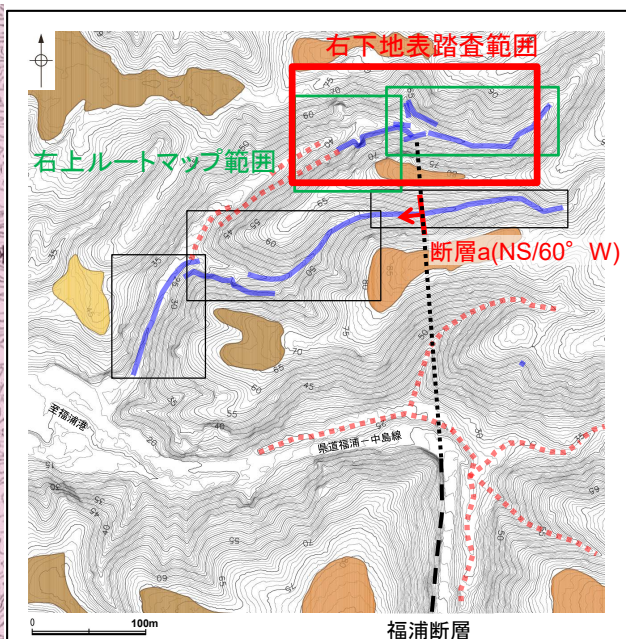 右下地表踏査範囲
右上ルートマップ範囲
断層a(NS/60°W)
至福浦港
県道福浦－中島線
0 100m
福浦断層